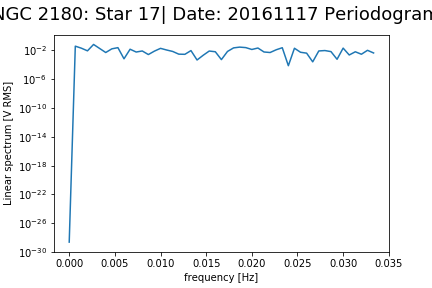 NGC 2180: Star 17| Date: 20161117 Periodogram
Linear spectrum [V RMS]
10⁻²
10⁻⁶
10⁻¹⁰
10⁻¹⁴
10⁻¹⁸
10⁻²²
10⁻²⁶
10⁻³⁰
0.000 0.005 0.010 0.015 0.020 0.025 0.030 0.035
frequency [Hz]